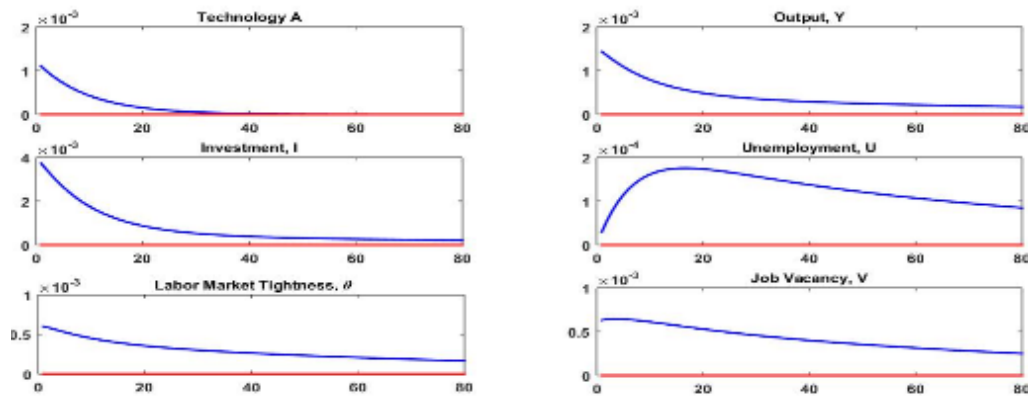 ×10⁻³ Technology A
2
1
0
0 20 40 60 80
×10⁻³ Output, Y
2
1
0
0 20 40 60 80
×10⁻³ Investment, I
4
2
0
0 20 40 60 80
×10⁻⁴ Unemployment, U
2
1
0
0 20 40 60 80
×10⁻³ Labor Market Tightness, θ
1
0.5
0
0 20 40 60 80
×10⁻³ Job Vacancy, V
1
0.5
0
0 20 40 60 80